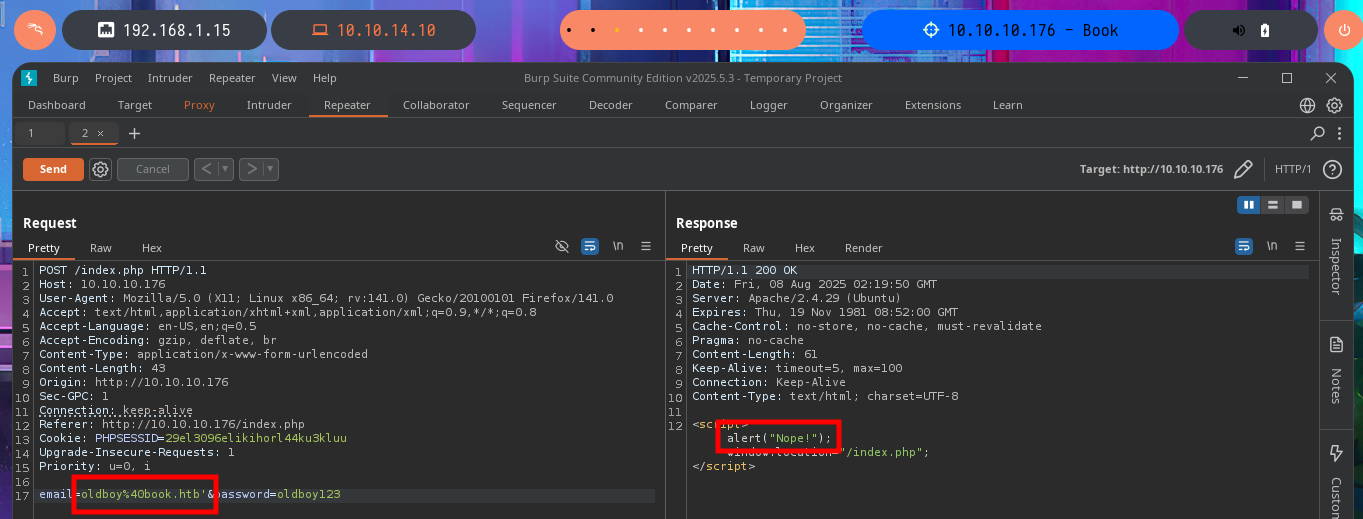 192.168.1.15 10.10.14.10 10.10.10.176 - Book
Burp Project Intruder Repeater View Help Burp Suite Community Edition v2025.5.3 - Temporary Project
Dashboard Target Proxy Intruder Repeater Collaborator Sequencer Decoder Comparer Logger Organizer Extensions Learn
1 2 × +
Send Cancel < > Target: http://10.10.10.176 HTTP/1
Request
Pretty Raw Hex \n
1 POST /index.php HTTP/1.1
2 Host: 10.10.10.176
3 User-Agent: Mozilla/5.0 (X11; Linux x86_64; rv:141.0) Gecko/20100101 Firefox/141.0
4 Accept: text/html,application/xhtml+xml,application/xml;q=0.9,*/*;q=0.8
5 Accept-Language: en-US,en;q=0.5
6 Accept-Encoding: gzip, deflate, br
7 Content-Type: application/x-www-form-urlencoded
8 Content-Length: 43
9 Origin: http://10.10.10.176
10 Sec-GPC: 1
11 Connection: keep-alive
12 Referer: http://10.10.10.176/index.php
13 Cookie: PHPSESSID=29el3096elikihorl44ku3kluu
14 Upgrade-Insecure-Requests: 1
15 Priority: u=0, i
16
17 email=oldboy%40book.htb'&password=oldboy123
Response
Pretty Raw Hex Render \n
1 HTTP/1.1 200 OK
2 Date: Fri, 08 Aug 2025 02:19:50 GMT
3 Server: Apache/2.4.29 (Ubuntu)
4 Expires: Thu, 19 Nov 1981 08:52:00 GMT
5 Cache-Control: no-store, no-cache, must-revalidate
6 Pragma: no-cache
7 Content-Length: 61
8 Keep-Alive: timeout=5, max=100
9 Connection: Keep-Alive
10 Content-Type: text/html; charset=UTF-8
11
12 <script>
alert("Nope!");
window.location="/index.php";
</script>
Inspector
Notes
Custom